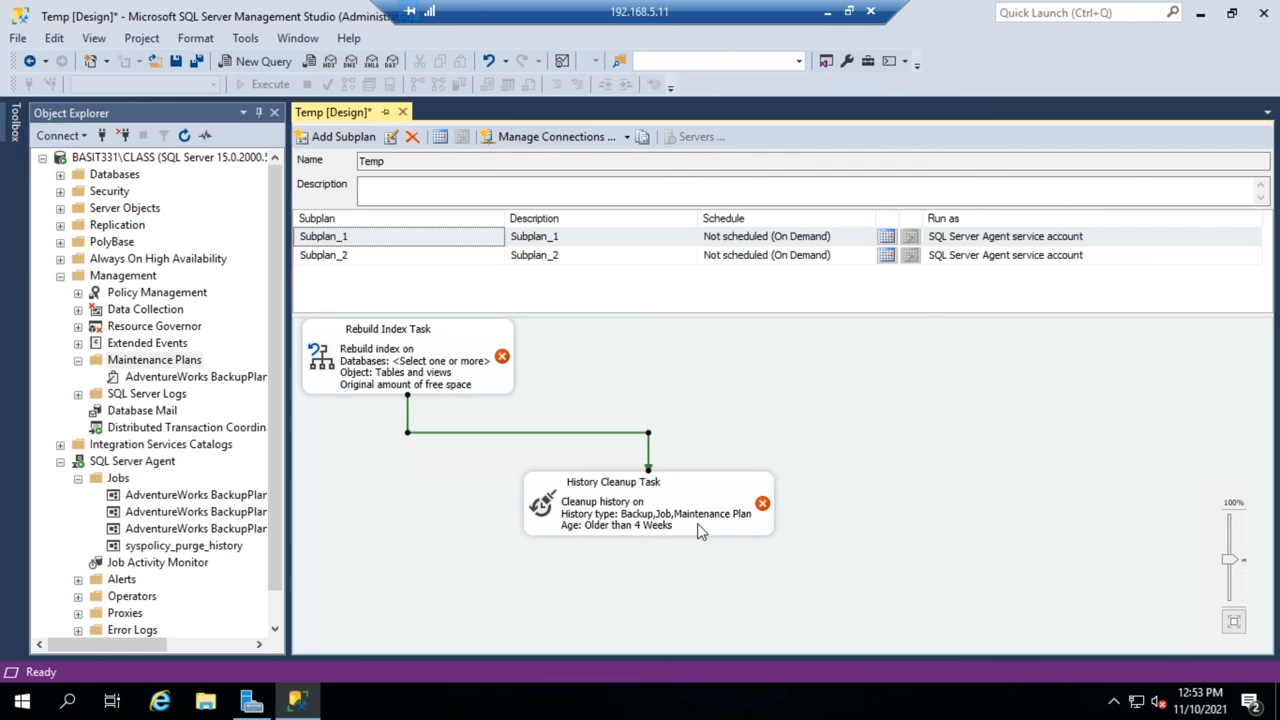 Temp [Design]* - Microsoft SQL Server Management Studio (Administra
192.168.5.11
Quick Launch (Ctrl+Q)
File Edit View Project Format Tools Window Help
New Query
Execute
Toolbox
Object Explorer
Connect
BASIT331\CLASS (SQL Server 15.0.2000.5
Databases
Security
Server Objects
Replication
PolyBase
Always On High Availability
Management
Policy Management
Data Collection
Resource Governor
Extended Events
Maintenance Plans
AdventureWorks BackupPlan
SQL Server Logs
Database Mail
Distributed Transaction Coordin
Integration Services Catalogs
SQL Server Agent
Jobs
AdventureWorks BackupPlan
AdventureWorks BackupPlan
AdventureWorks BackupPlan
syspolicy_purge_history
Job Activity Monitor
Alerts
Operators
Proxies
Error Logs
Temp [Design]*
Add Subplan Manage Connections ... Servers ...
Name Temp
Description
Subplan Description Schedule Run as
Subplan_1 Subplan_1 Not scheduled (On Demand) SQL Server Agent service account
Subplan_2 Subplan_2 Not scheduled (On Demand) SQL Server Agent service account
Rebuild Index Task
Rebuild index on
Databases: <Select one or more>
Object: Tables and views
Original amount of free space
History Cleanup Task
Cleanup history on
History type: Backup,Job,Maintenance Plan
Age: Older than 4 Weeks
100%
Ready
12:53 PM
11/10/2021
2